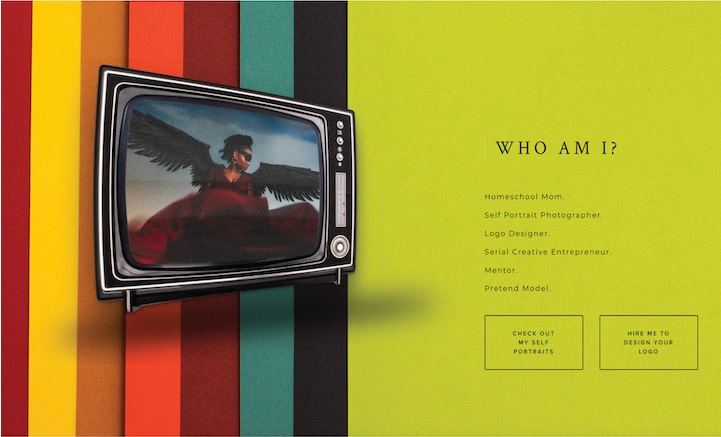 WHO AM I?
Homeschool Mom.
Self Portrait Photographer.
Logo Designer.
Serial Creative Entrepreneur.
Mentor.
Pretend Model.
CHECK OUT
MY SELF
PORTRAITS
HIRE ME TO
DESIGN YOUR
LOGO